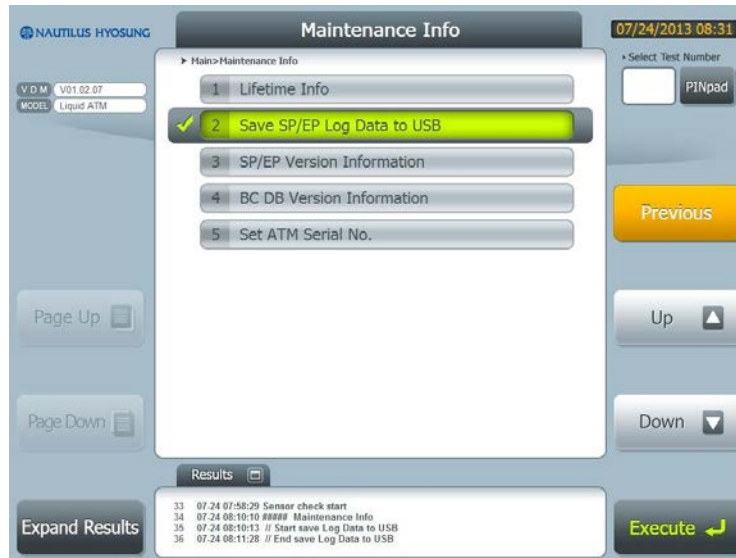 NAUTILUS HYOSUNG
Maintenance Info
07/24/2013 08:31
Main>Maintenance Info
Select Test Number
PINpad
V D M V01.02.07
MODEL Liquid ATM
1 Lifetime Info
2 Save SP/EP Log Data to USB
3 SP/EP Version Information
4 BC DB Version Information
5 Set ATM Serial No.
Previous
Page Up
Up
Page Down
Down
Results
33 07-24 07:58:29 Sensor check start
34 07-24 08:10:10 ##### Maintenance Info
35 07-24 08:10:13 // Start save Log Data to USB
36 07-24 08:11:28 // End save Log Data to USB
Expand Results
Execute